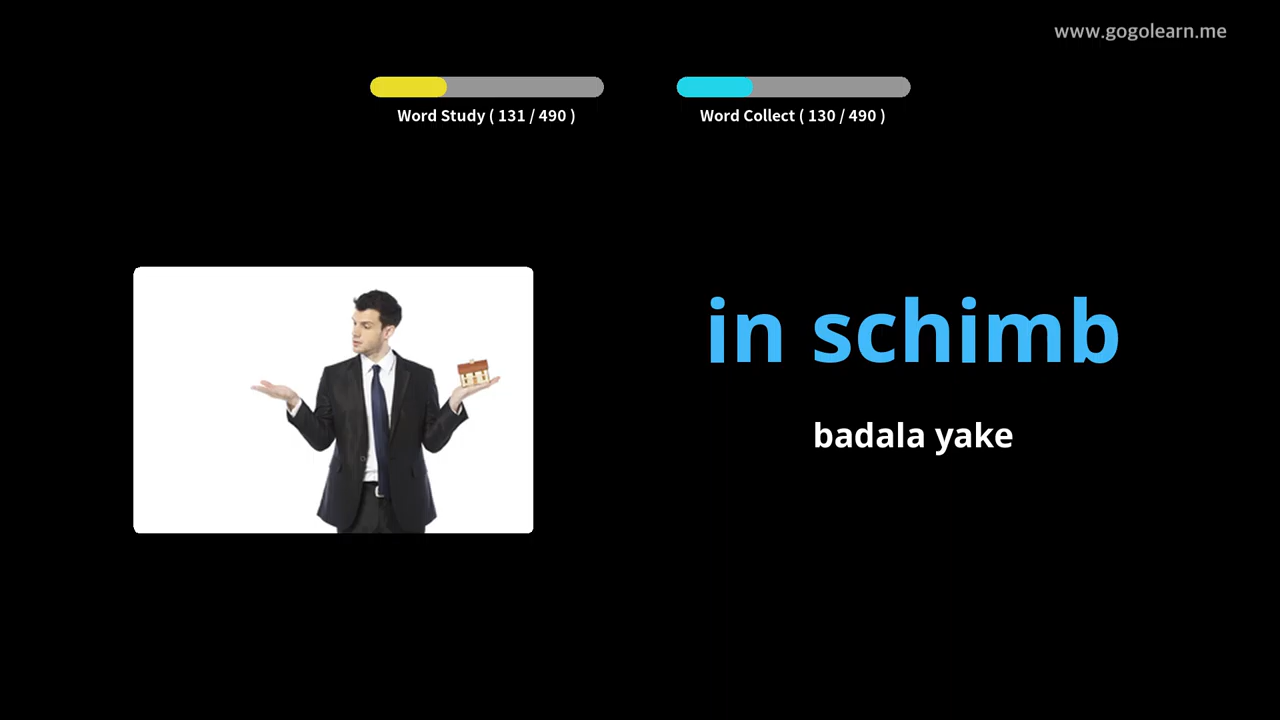 www.gogolearn.me
Word Study ( 131 / 490 )
Word Collect ( 130 / 490 )
in schimb
badala yake